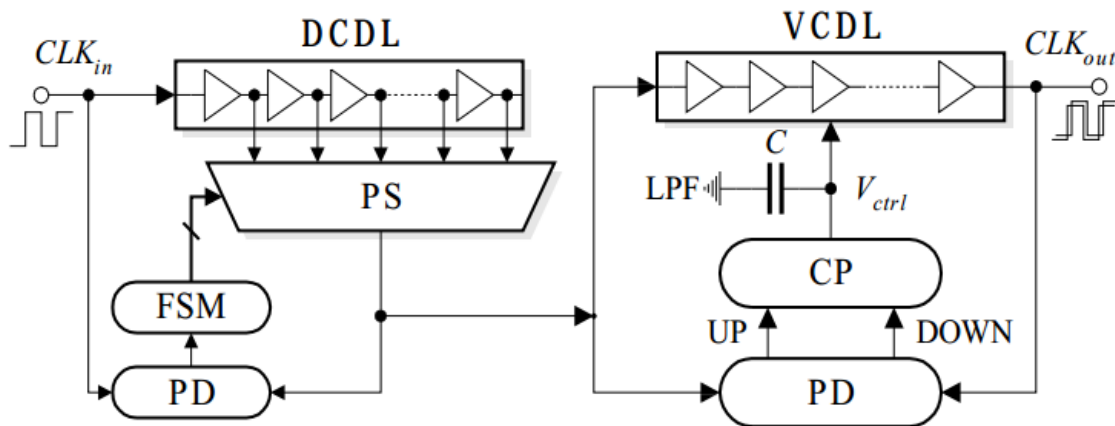 DCDL
VCDL
CLKin
CLKout
C
LPF
Vctrl
PS
CP
FSM
UP
DOWN
PD
PD